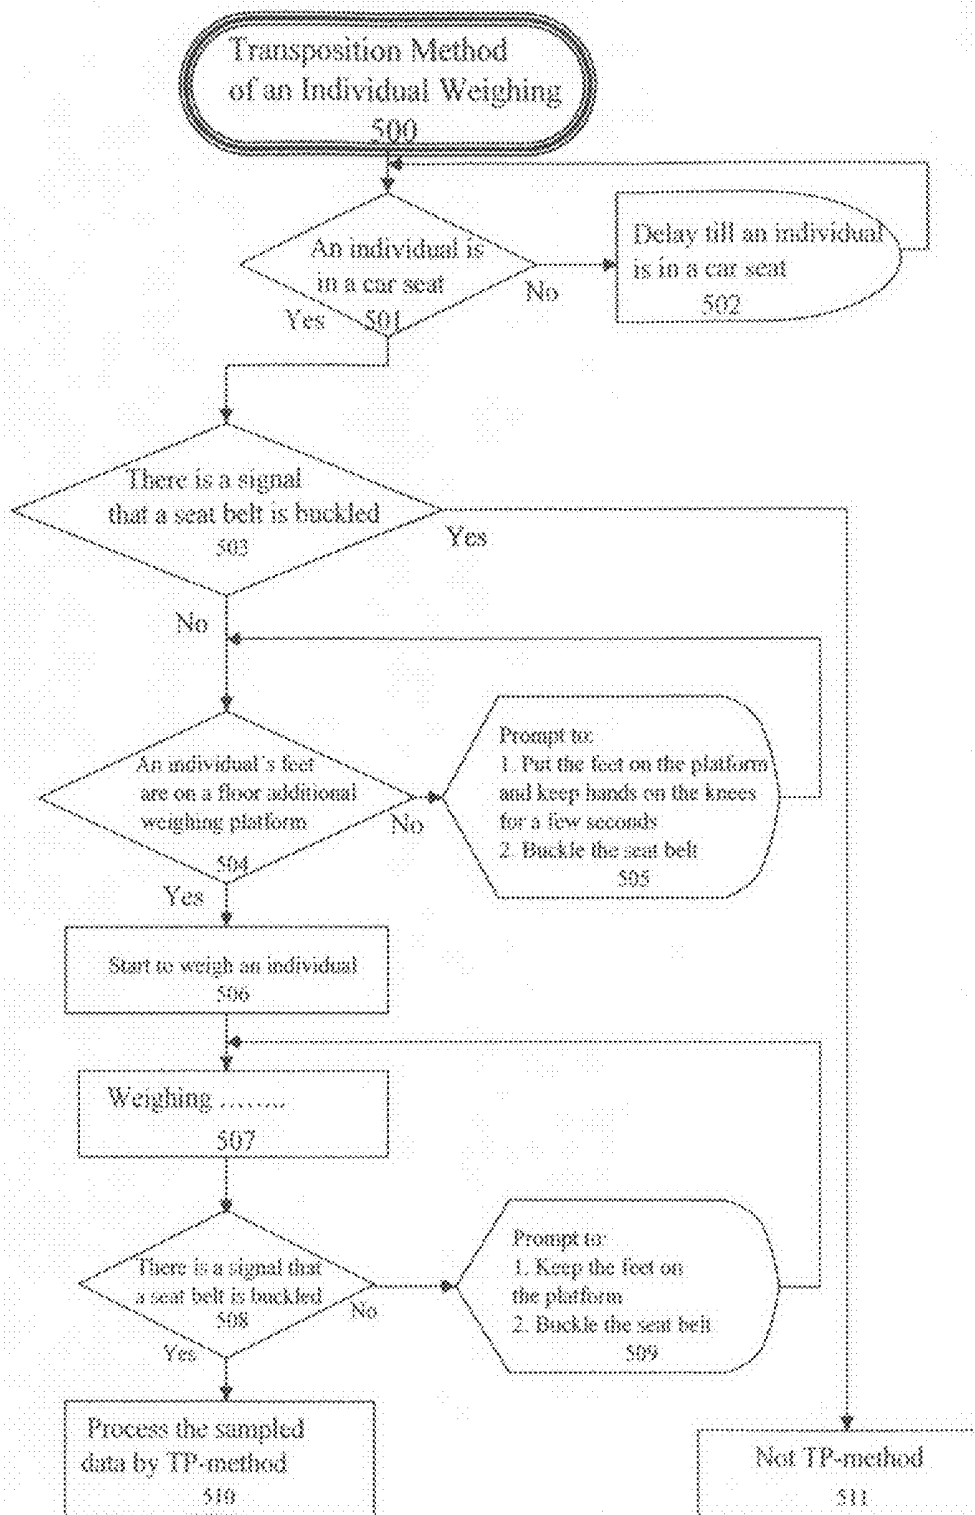 Transposition Method
of an Individual Weighing
500
An individual is
in a car seat
501
Yes
No
Delay till an individual
is in a car seat
502
There is a signal
that a seat belt is buckled
503
Yes
No
An individual's feet
are on a floor additional
weighing platform
504
No
Yes
Prompt to:
1. Put the feet on the platform
and keep hands on the knees
for a few seconds
2. Buckle the seat belt
505
Start to weigh an individual
506
Weighing ........
507
There is a signal that
a seat belt is buckled
508
No
Yes
Prompt to:
1. Keep the feet on
the platform
2. Buckle the seat belt
509
Process the sampled
data by TP-method
510
Not TP-method
511